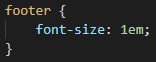 footer {
    font-size: 1em;
}